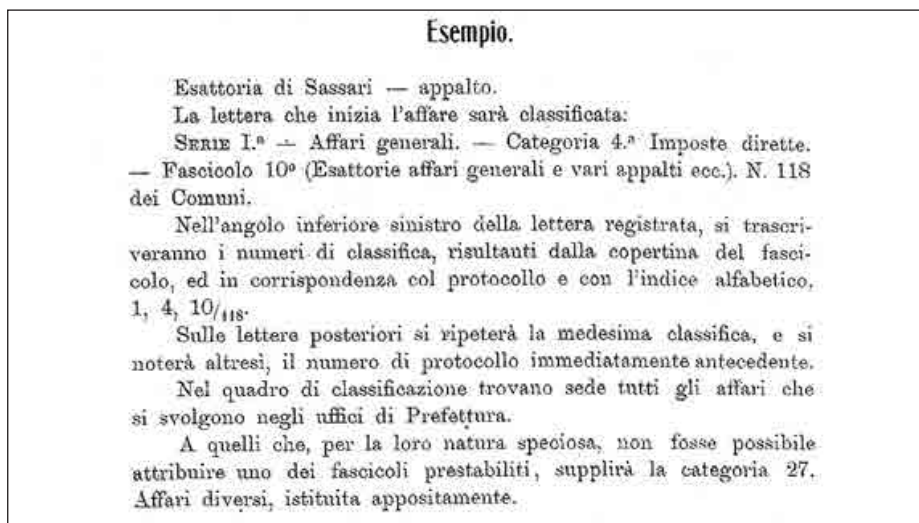 Esempio.
Esattoria di Sassari — appalto.
La lettera che inizia l'affare sarà classificata:
SERIE I.ª — Affari generali. — Categoria 4.ª Imposte dirette.
— Fascicolo 10º (Esattorie affari generali e vari appalti ecc.). N. 118
dei Comuni.
Nell'angolo inferiore sinistro della lettera registrata, si trascri-
veranno i numeri di classifica, risultanti dalla copertina del fasci-
colo, ed in corrispondenza col protocollo e con l'indice alfabetico,
1, 4, 10/118.
Sulle lettere posteriori si ripeterà la medesima classifica, e si
noterà altresì, il numero di protocollo immediatamente antecedente.
Nel quadro di classificazione trovano sede tutti gli affari che
si svolgono negli uffici di Prefettura.
A quelli che, per la loro natura speciosa, non fosse possibile
attribuire uno dei fascicoli prestabiliti, supplirà la categoria 27.
Affari diversi, istituita appositamente.